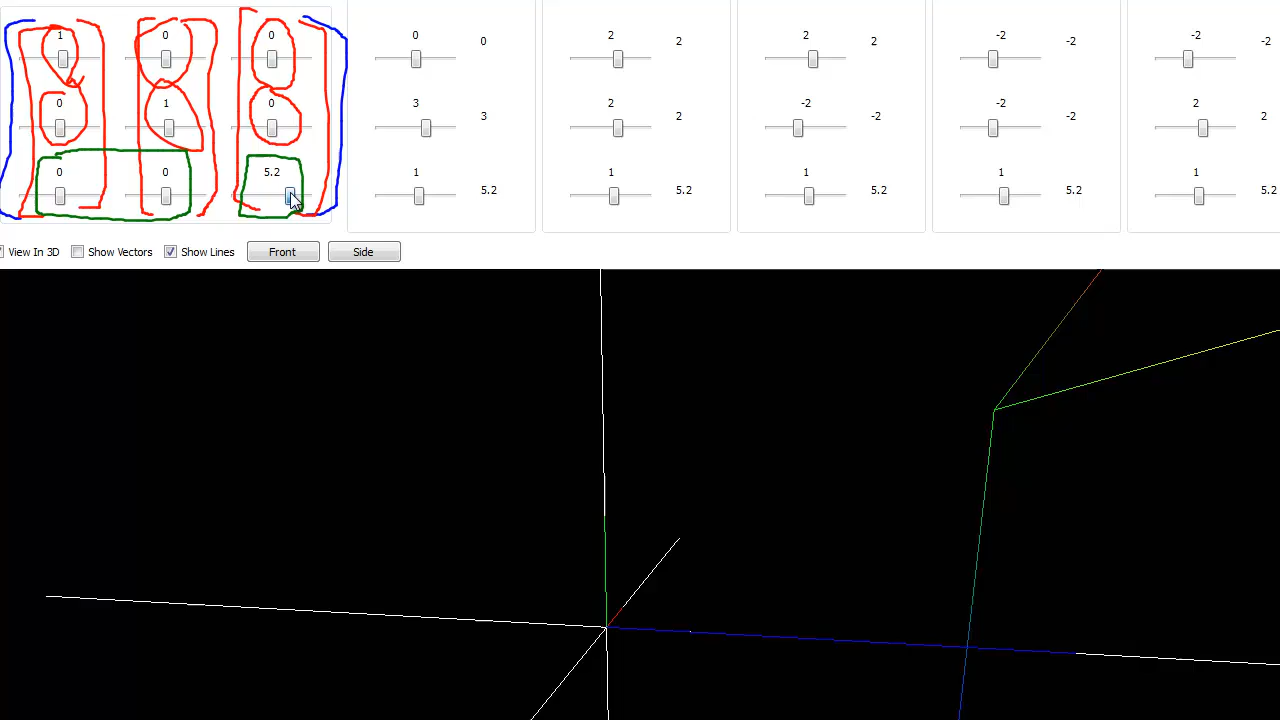 1 0 0 0 0 2 2 2 2 -2 -2 -2 -2
0 1 0 3 3 2 2 -2 -2 -2 -2 2 2
0 0 5.2 1 5.2 1 5.2 1 5.2 1 5.2 1 5.2
View In 3D Show Vectors Show Lines Front Side